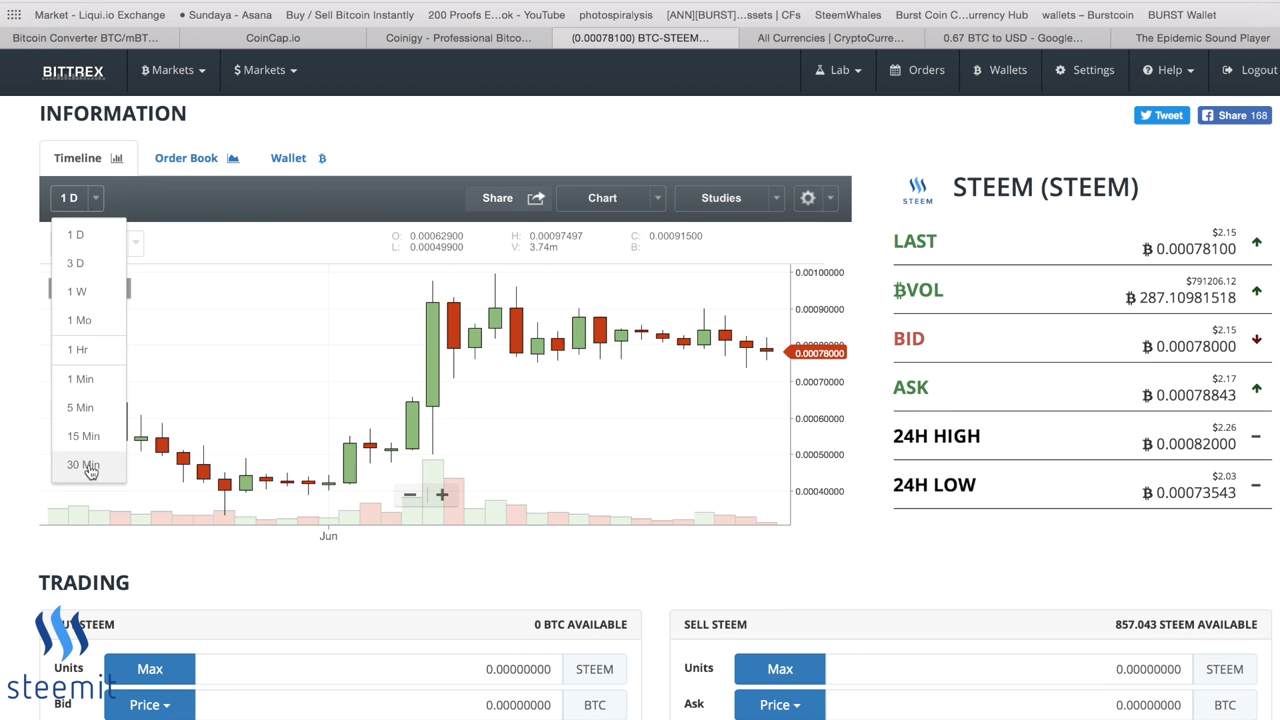 Market - Liqui.io Exchange • Sundaya - Asana Buy / Sell Bitcoin Instantly 200 Proofs E...ok - YouTube photospiralysis [ANN][BURST]...ssets | CFs SteemWhales Burst Coin C...urrency Hub wallets – Burstcoin BURST Wallet
Bitcoin Converter BTC/mBT... CoinCap.io Coinigy - Professional Bitco... (0.00078100) BTC-STEEM... All Currencies | CryptoCurre... 0.67 BTC to USD - Google... The Epidemic Sound Player
BITTREX Markets $ Markets Lab Orders Wallets Settings Help Logout
INFORMATION
Tweet Share 168
Timeline Order Book Wallet
1 D Share Chart Studies
STEEM STEEM (STEEM)
1 D
3 D
1 W
1 Mo
1 Hr
1 Min
5 Min
15 Min
30 Min
O: 0.00062900 H: 0.00097497 C: 0.00091500
L: 0.00049900 V: 3.74m B:
0.00100000
0.00090000
0.00078000
0.00070000
0.00060000
0.00050000
0.00040000
− +
Jun
$2.15
LAST ₿ 0.00078100
$791206.12
₿VOL ₿ 287.10981518
$2.15
BID ₿ 0.00078000
$2.17
ASK ₿ 0.00078843
$2.26
24H HIGH ₿ 0.00082000
$2.03
24H LOW ₿ 0.00073543
TRADING
STEEM 0 BTC AVAILABLE
Units Max 0.00000000 STEEM
Bid Price 0.00000000 BTC
SELL STEEM 857.043 STEEM AVAILABLE
Units Max 0.00000000 STEEM
Ask Price 0.00000000 BTC
steemit